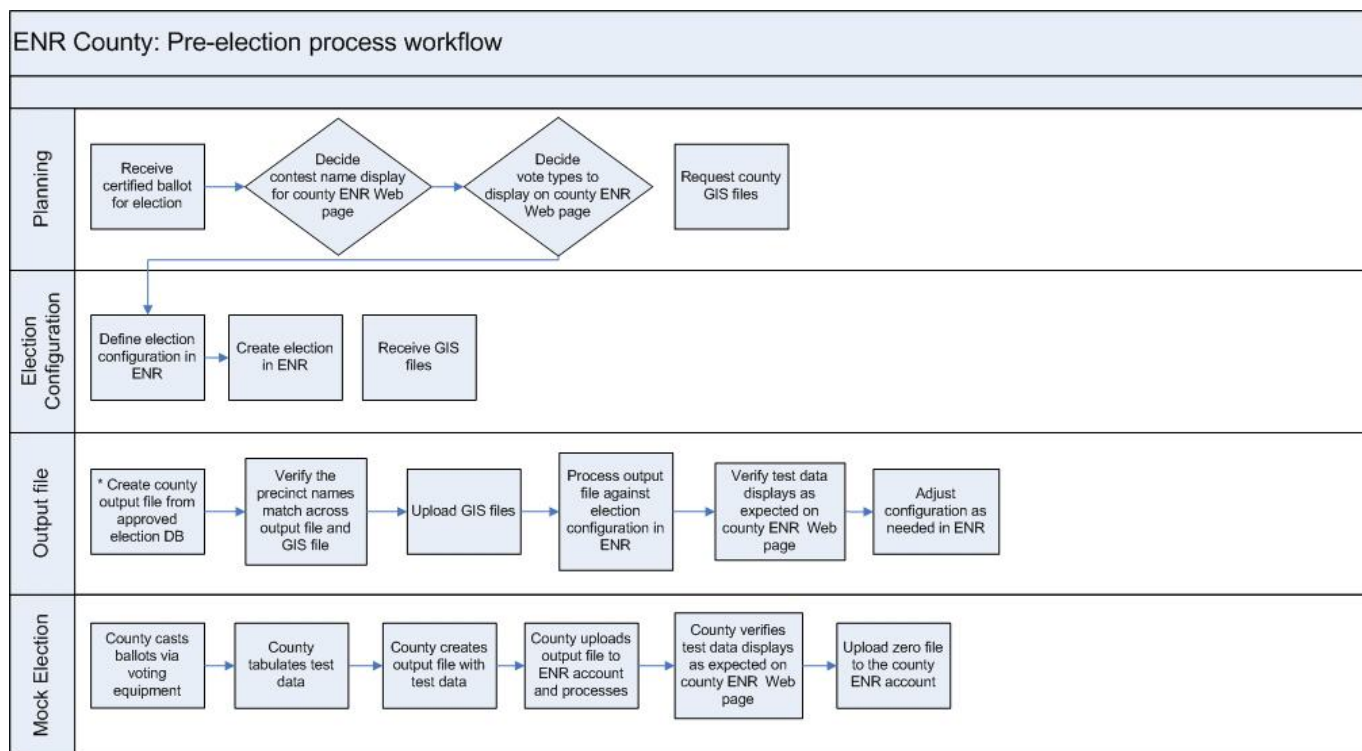 ENR County: Pre-election process workflow
Planning
Receive
certified ballot
for election
Decide
contest name display
for county ENR Web
page
Decide
vote types to
display on county ENR
Web page
Request county
GIS files
Election
Configuration
Define election
configuration in
ENR
Create election
in ENR
Receive GIS
files
Output file
* Create county
output file from
approved
election DB
Verify the
precinct names
match across
output file and
GIS file
Upload GIS files
Process output
file against
election
configuration in
ENR
Verify test data
displays as
expected on
county ENR  Web
page
Adjust
configuration as
needed in ENR
Mock Election
County casts
ballots via
voting
equipment
County
tabulates test
data
County creates
output file with
test data
County uploads
output file to
ENR account
and processes
County verifies
test data displays
as expected on
county ENR  Web
page
Upload zero file
to the county
ENR account